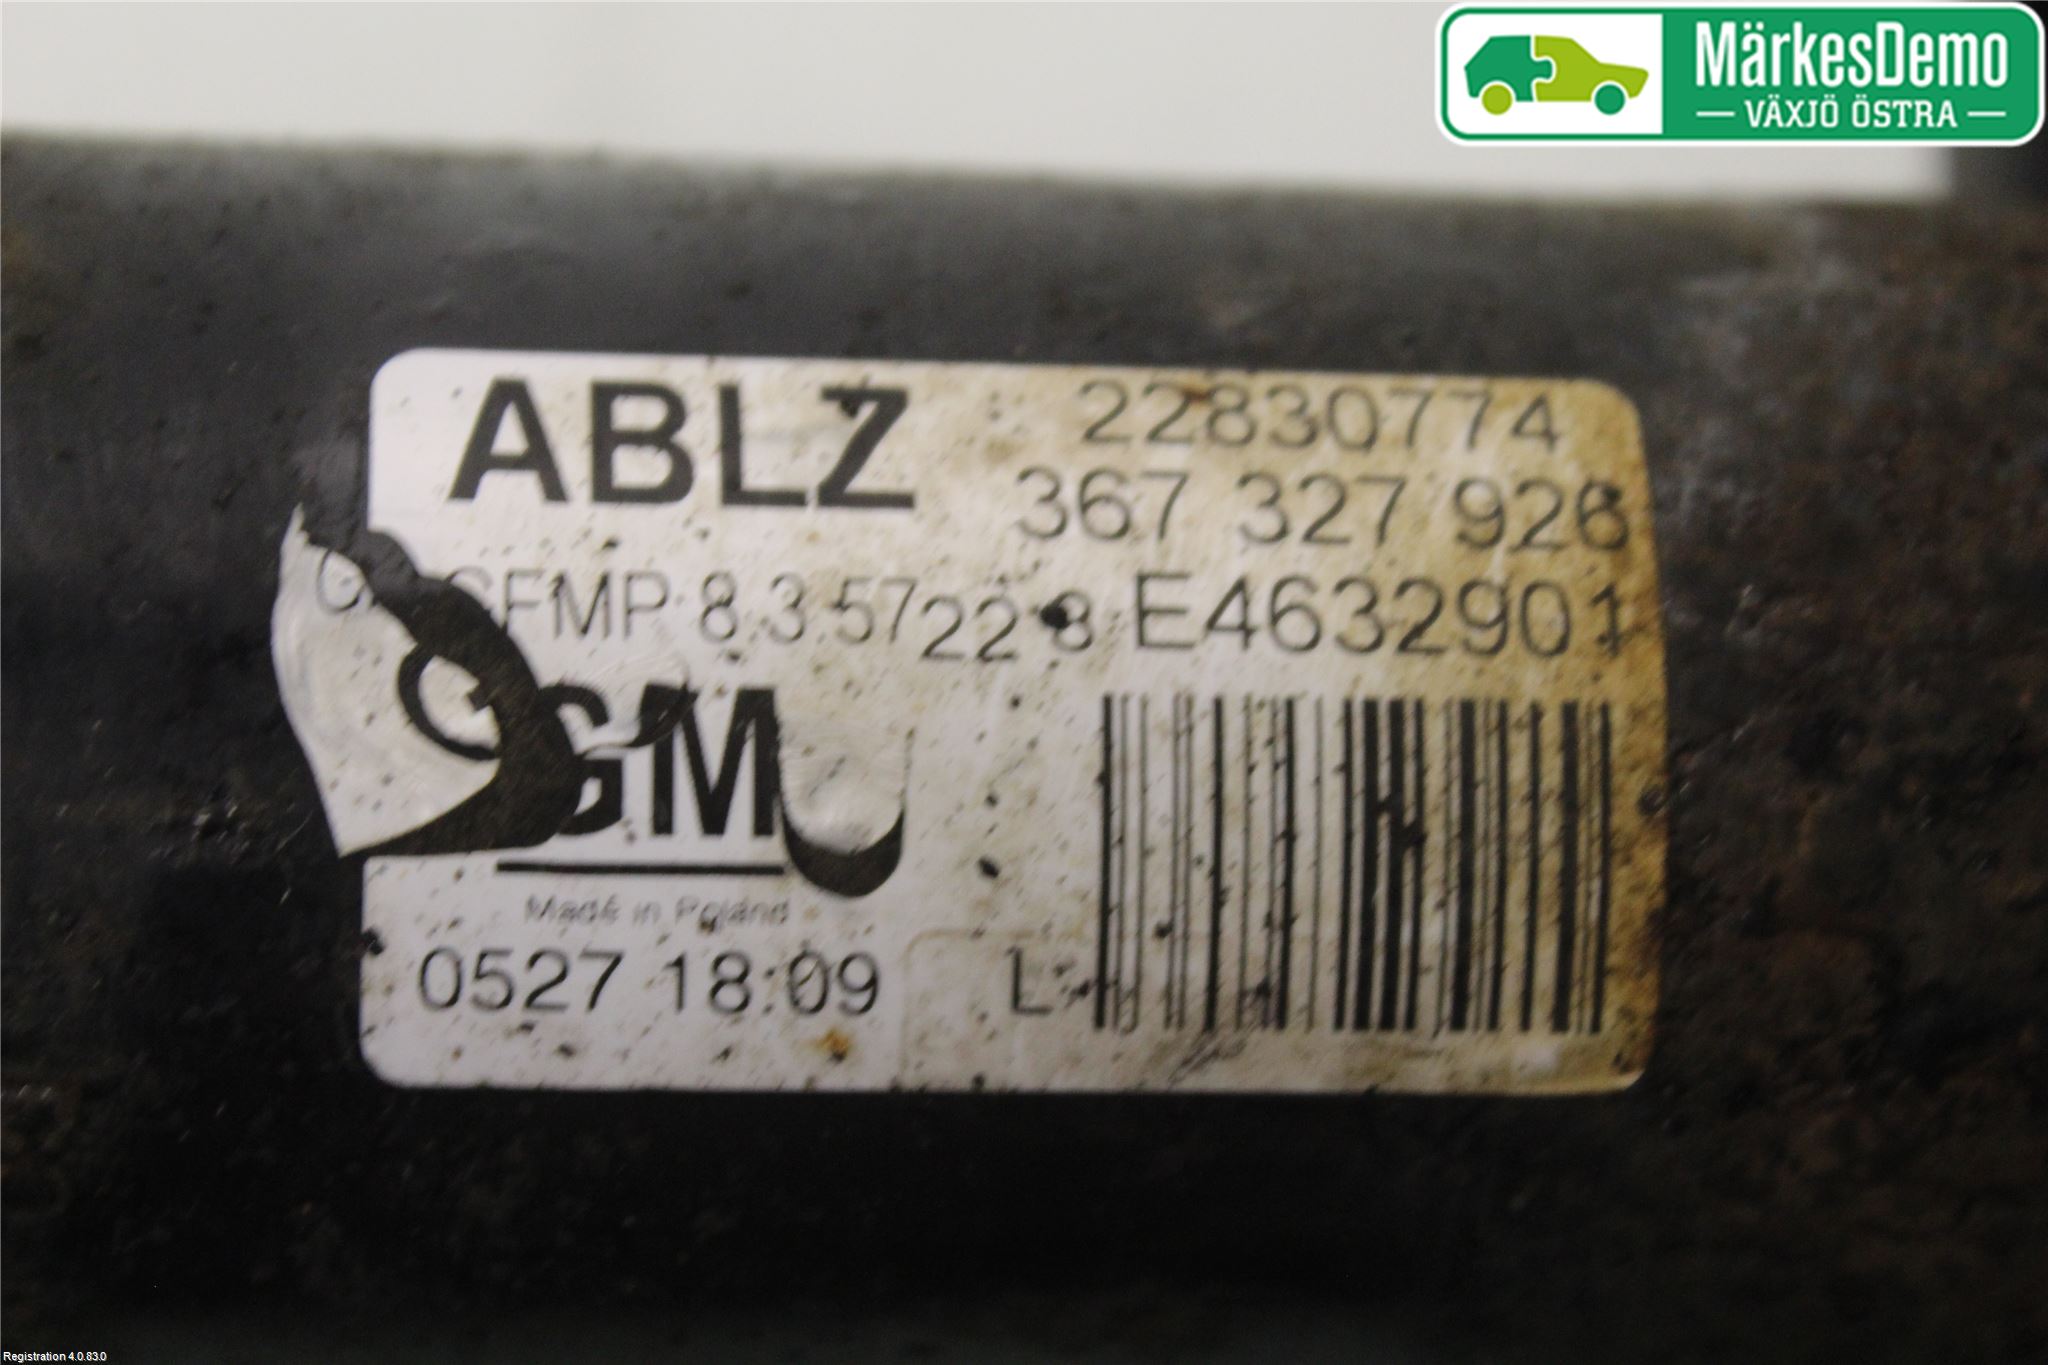 MärkesDemo
VÄXJÖ ÖSTRA
ABLZ
22830774
367 327 926
8.3.57
22 8
E4632901
GM
Made in Poland
0527 18:09
L
Registration 4.0.83.0